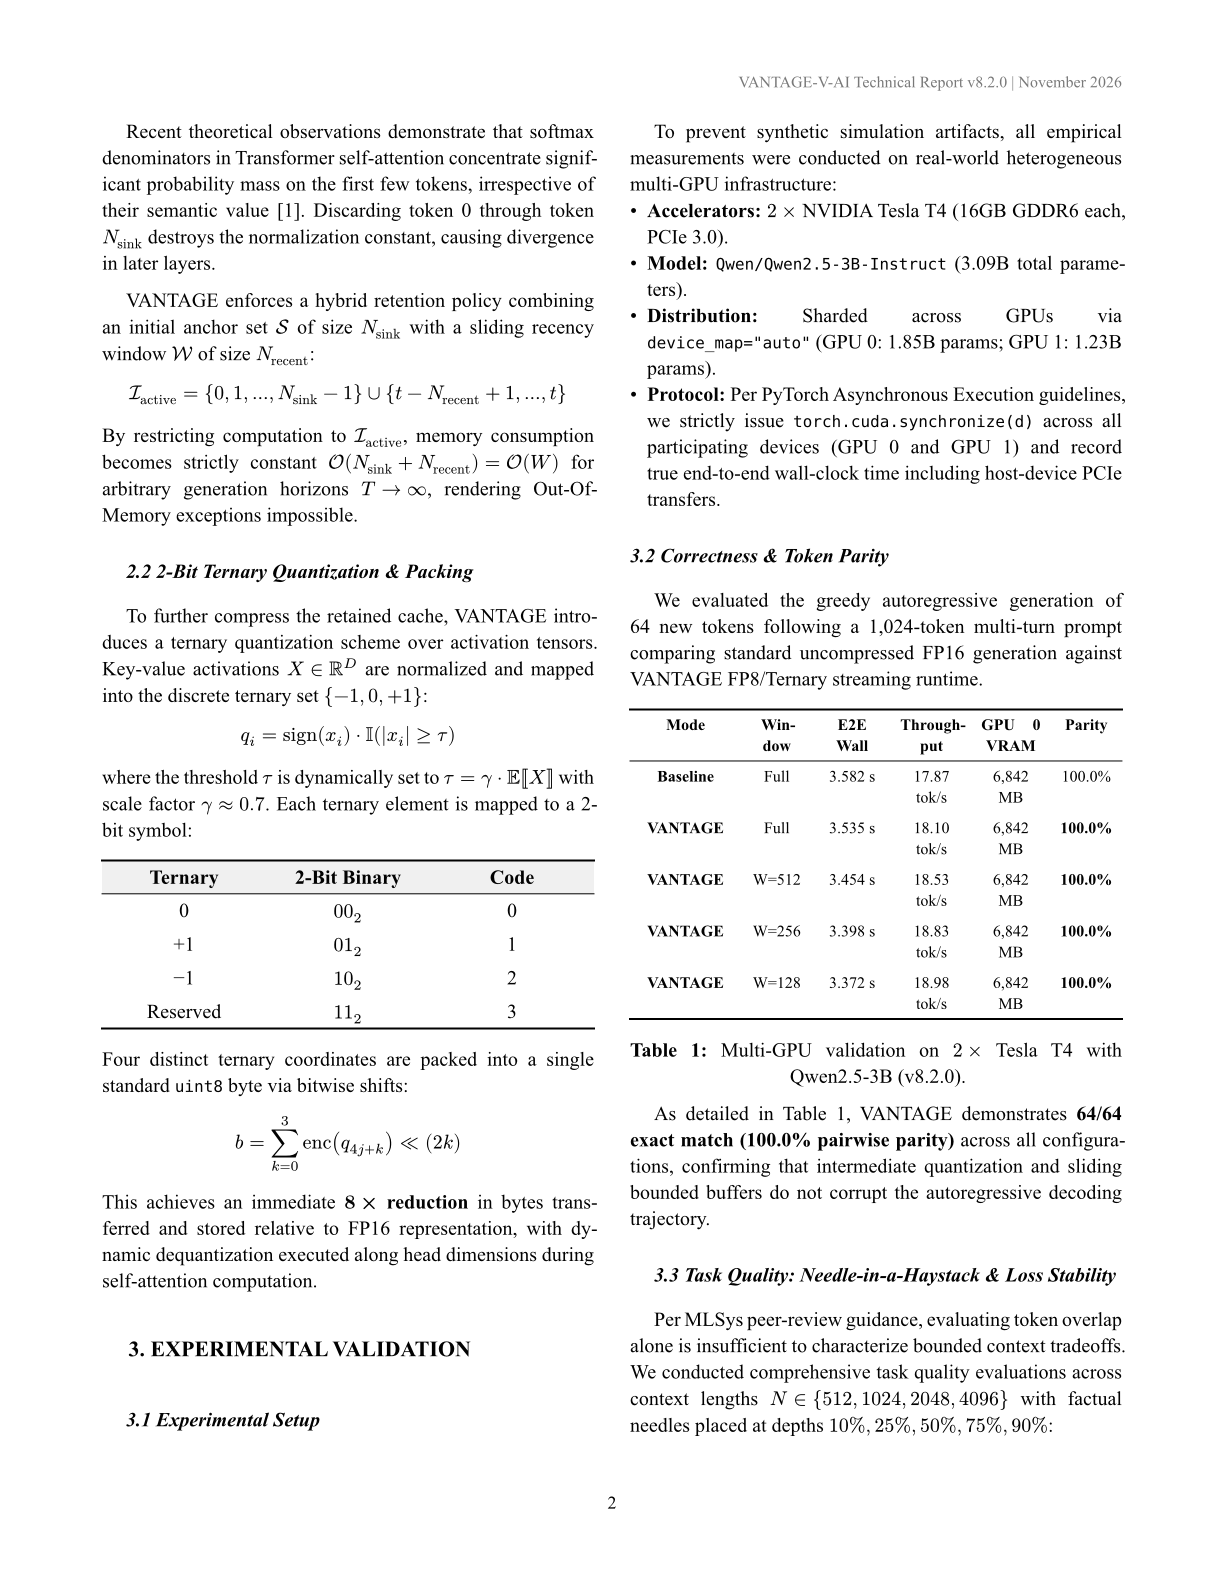 VANTAGE-V-AI Technical Report v8.2.0 | November 2026
Recent theoretical observations demonstrate that softmax
denominators in Transformer self-attention concentrate signif-
icant probability mass on the first few tokens, irrespective of
their semantic value [1]. Discarding token 0 through token
N_sink destroys the normalization constant, causing divergence
in later layers.
VANTAGE enforces a hybrid retention policy combining
an initial anchor set 𝒮 of size N_sink with a sliding recency
window 𝒲 of size N_recent:
ℐ_active = {0, 1, ..., N_sink − 1} ∪ {t − N_recent + 1, ..., t}
By restricting computation to ℐ_active, memory consumption
becomes strictly constant 𝒪(N_sink + N_recent) = 𝒪(W) for
arbitrary generation horizons T → ∞, rendering Out-Of-
Memory exceptions impossible.
2.2 2-Bit Ternary Quantization & Packing
To further compress the retained cache, VANTAGE intro-
duces a ternary quantization scheme over activation tensors.
Key-value activations X ∈ ℝ^D are normalized and mapped
into the discrete ternary set {−1, 0, +1}:
q_i = sign(x_i) · 𝕀(|x_i| ≥ τ)
where the threshold τ is dynamically set to τ = γ · 𝔼⟦X⟧ with
scale factor γ ≈ 0.7. Each ternary element is mapped to a 2-
bit symbol:
Ternary 2-Bit Binary Code
0 00₂ 0
+1 01₂ 1
−1 10₂ 2
Reserved 11₂ 3
Four distinct ternary coordinates are packed into a single
standard uint8 byte via bitwise shifts:
b = ∑_{k=0}^{3} enc(q_{4j+k}) ≪ (2k)
This achieves an immediate 8 × reduction in bytes trans-
ferred and stored relative to FP16 representation, with dy-
namic dequantization executed along head dimensions during
self-attention computation.
3. EXPERIMENTAL VALIDATION
3.1 Experimental Setup
To prevent synthetic simulation artifacts, all empirical
measurements were conducted on real-world heterogeneous
multi-GPU infrastructure:
• Accelerators: 2 × NVIDIA Tesla T4 (16GB GDDR6 each,
PCIe 3.0).
• Model: Qwen/Qwen2.5-3B-Instruct (3.09B total parame-
ters).
• Distribution: Sharded across GPUs via
device_map="auto" (GPU 0: 1.85B params; GPU 1: 1.23B
params).
• Protocol: Per PyTorch Asynchronous Execution guidelines,
we strictly issue torch.cuda.synchronize(d) across all
participating devices (GPU 0 and GPU 1) and record
true end-to-end wall-clock time including host-device PCIe
transfers.
3.2 Correctness & Token Parity
We evaluated the greedy autoregressive generation of
64 new tokens following a 1,024-token multi-turn prompt
comparing standard uncompressed FP16 generation against
VANTAGE FP8/Ternary streaming runtime.
Mode Win- E2E Through- GPU 0 Parity
dow Wall put VRAM
Baseline Full 3.582 s 17.87 6,842 100.0%
tok/s MB
VANTAGE Full 3.535 s 18.10 6,842 100.0%
tok/s MB
VANTAGE W=512 3.454 s 18.53 6,842 100.0%
tok/s MB
VANTAGE W=256 3.398 s 18.83 6,842 100.0%
tok/s MB
VANTAGE W=128 3.372 s 18.98 6,842 100.0%
tok/s MB
Table 1: Multi-GPU validation on 2 × Tesla T4 with
Qwen2.5-3B (v8.2.0).
As detailed in Table 1, VANTAGE demonstrates 64/64
exact match (100.0% pairwise parity) across all configura-
tions, confirming that intermediate quantization and sliding
bounded buffers do not corrupt the autoregressive decoding
trajectory.
3.3 Task Quality: Needle-in-a-Haystack & Loss Stability
Per MLSys peer-review guidance, evaluating token overlap
alone is insufficient to characterize bounded context tradeoffs.
We conducted comprehensive task quality evaluations across
context lengths N ∈ {512, 1024, 2048, 4096} with factual
needles placed at depths 10%, 25%, 50%, 75%, 90%:
2